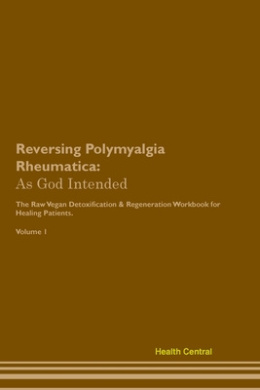 Reversing Polymyalgia
Rheumatica:
As God Intended
The Raw Vegan Detoxification & Regeneration Workbook for
Healing Patients.
Volume 1
Health Central